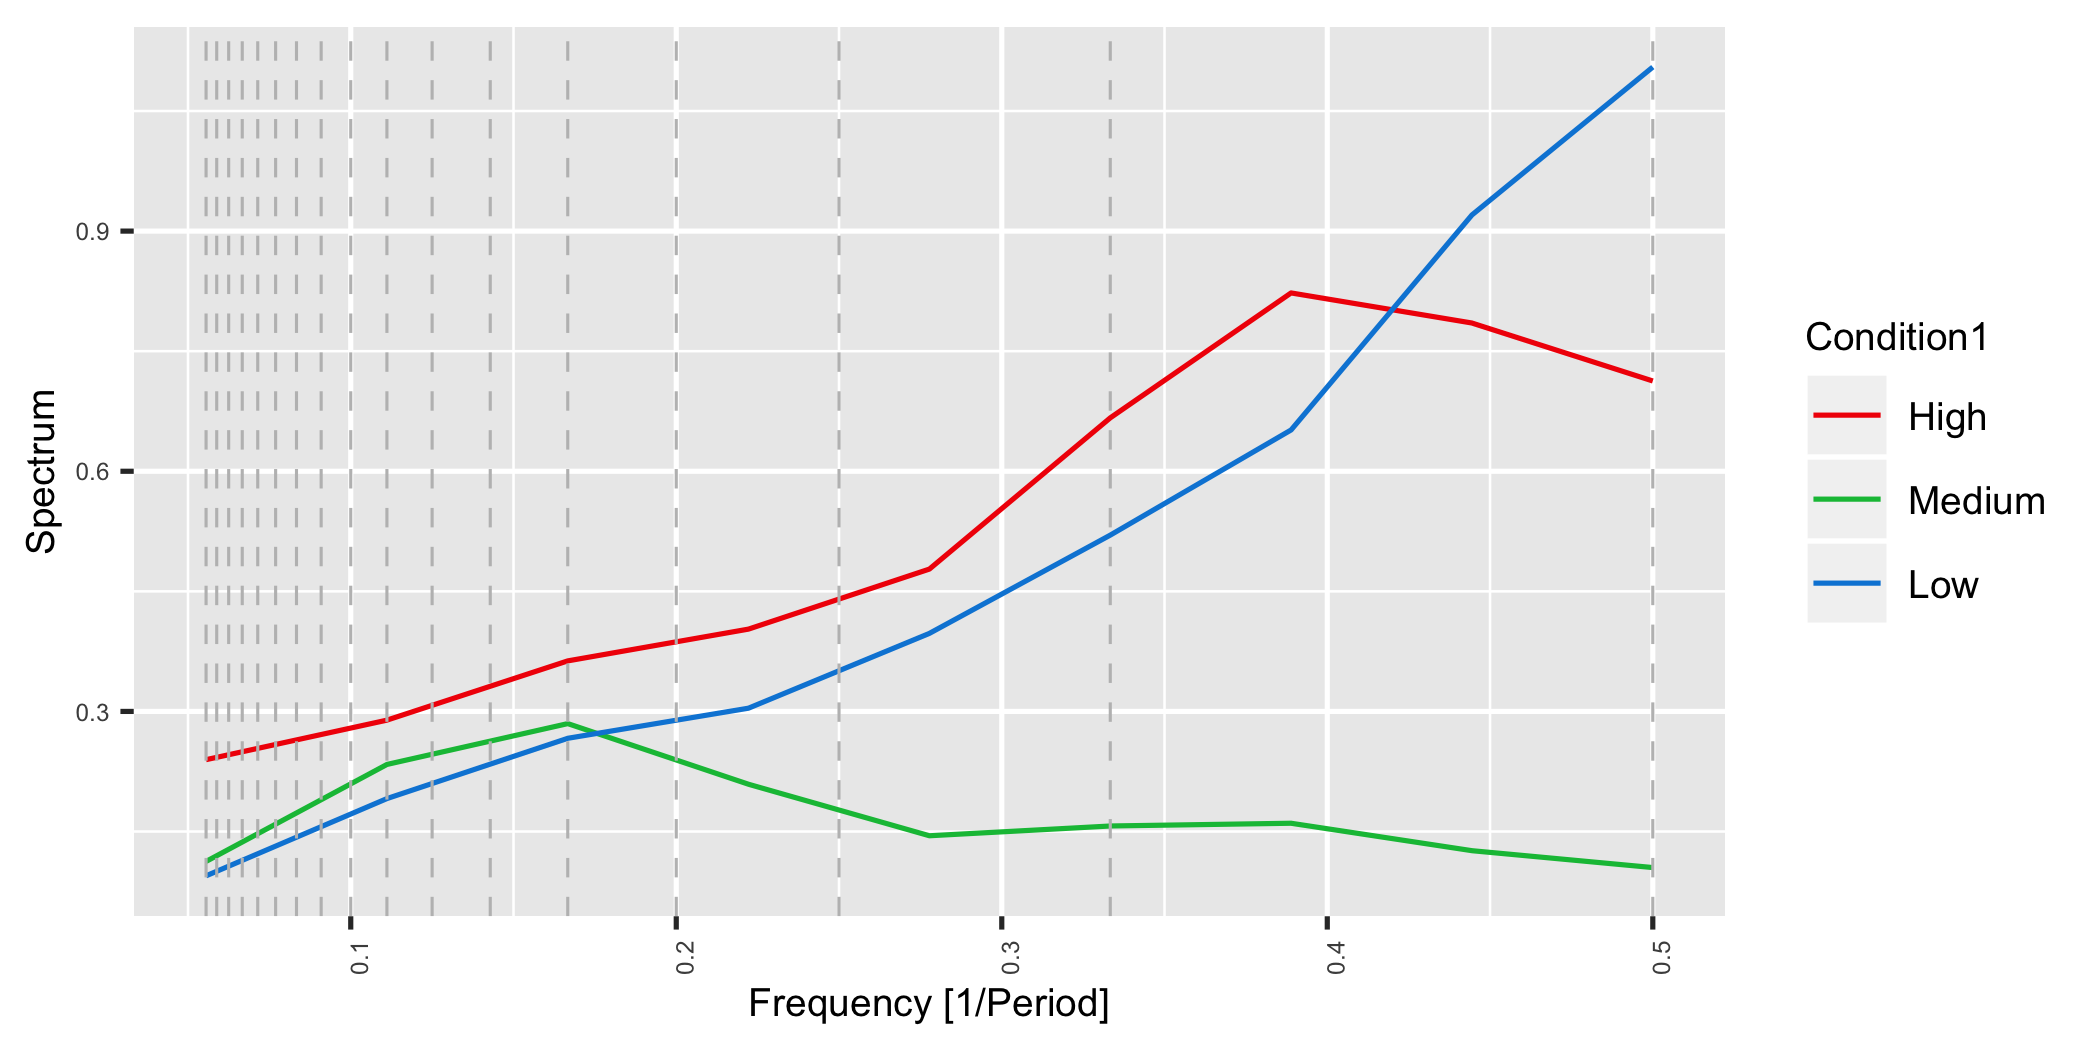 Spectrum
0.9
0.6
0.3
0.1
0.2
0.3
0.4
0.5
Frequency [1/Period]
Condition1
High
Medium
Low